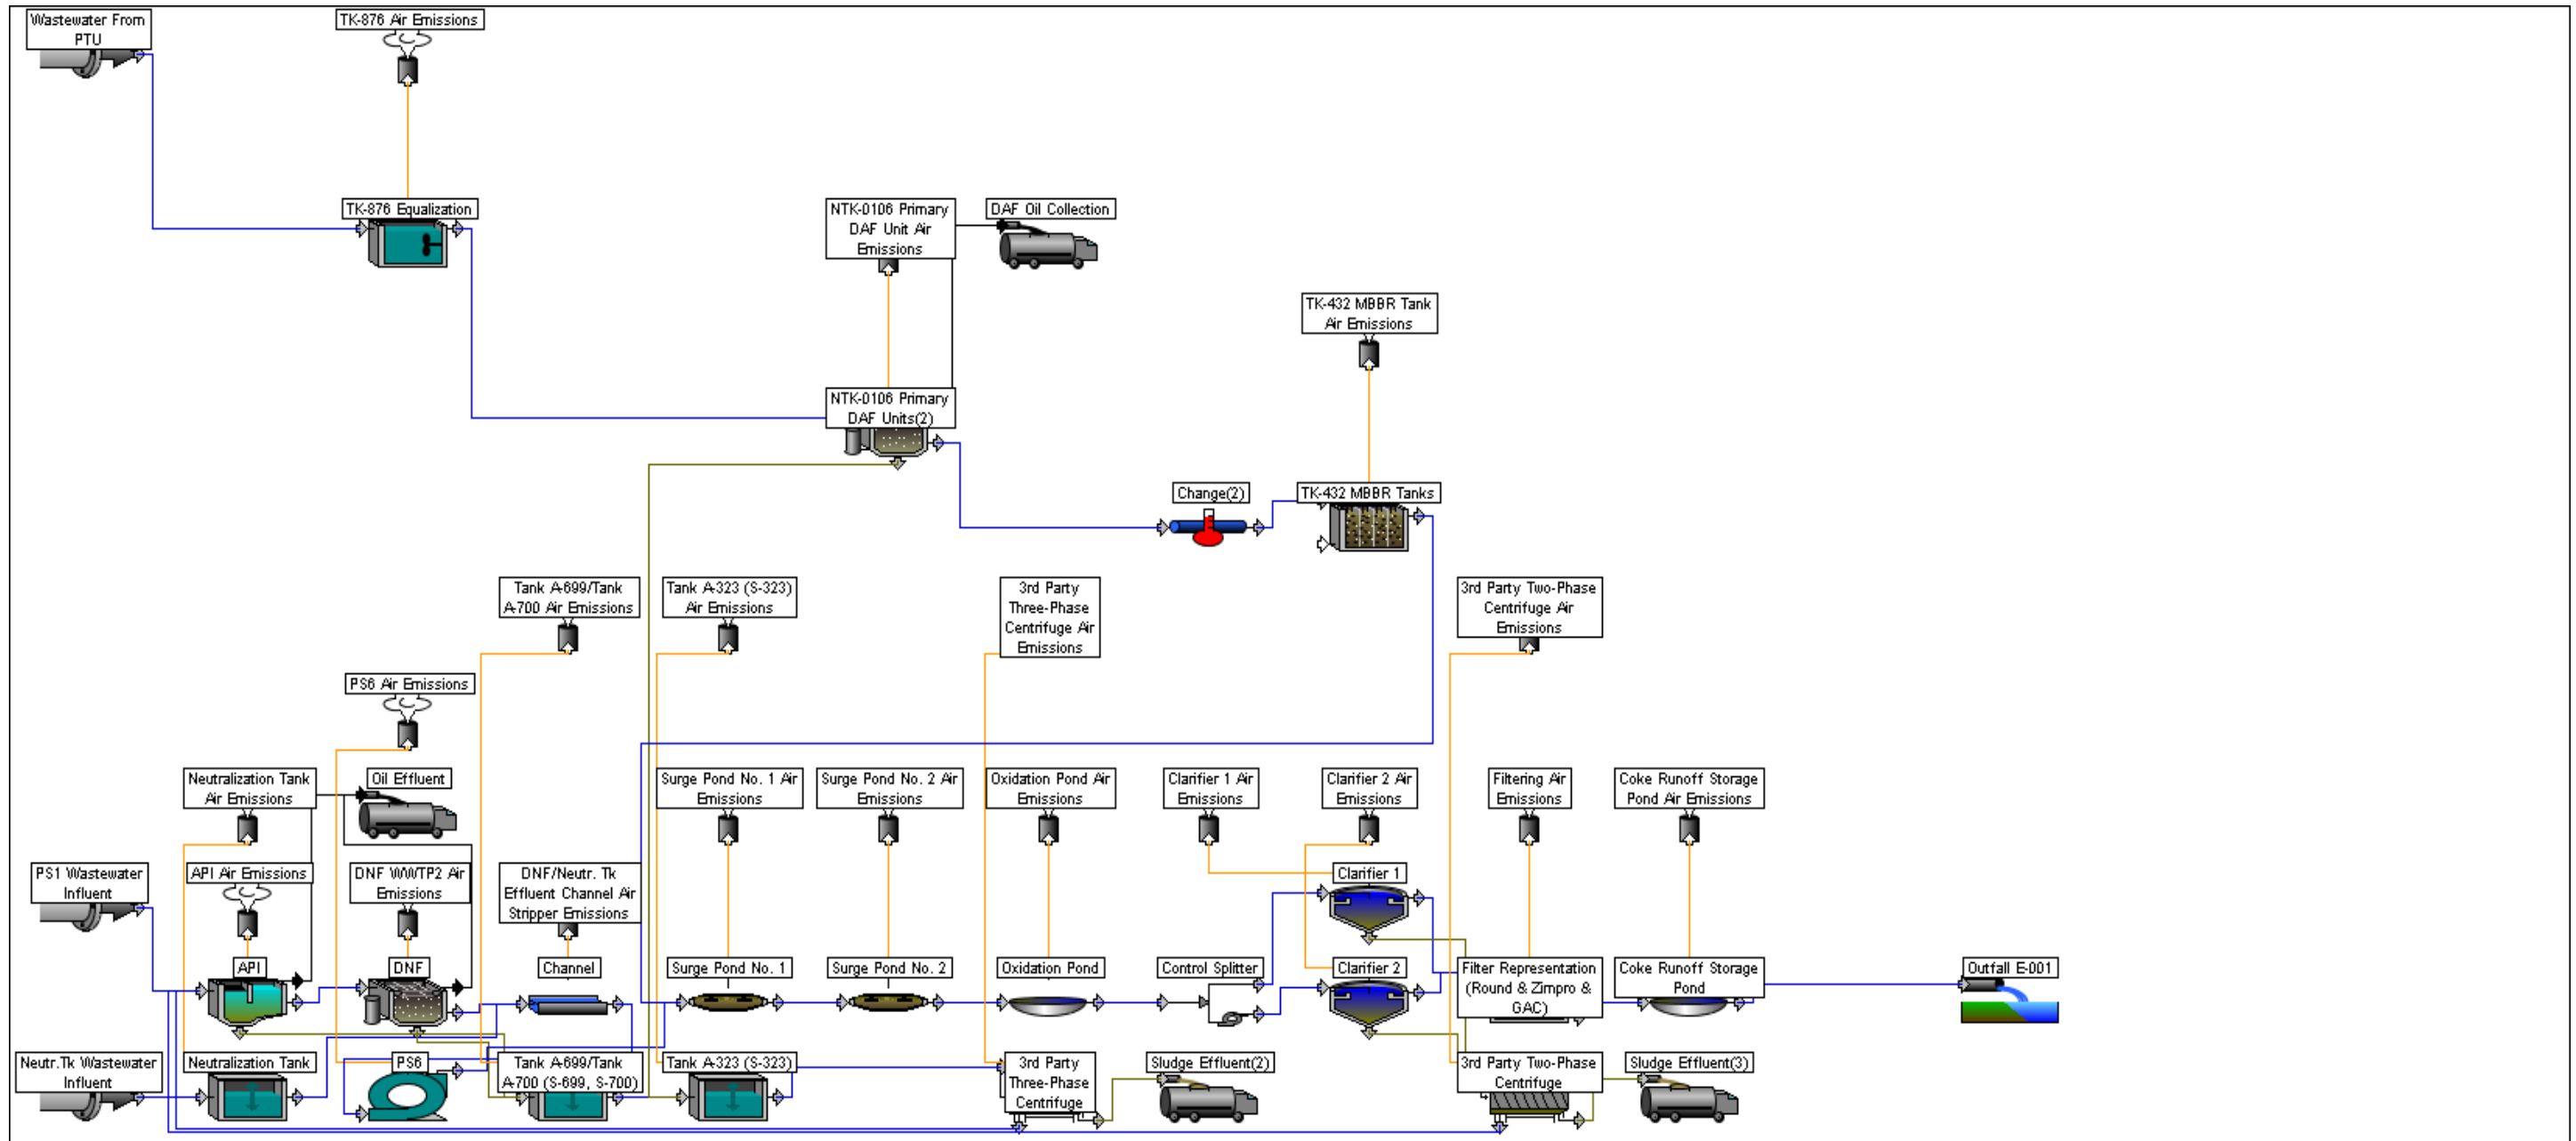 Wastewater From
PTU
TK-876 Air Emissions
TK-876 Equalization
NTK-0106 Primary
DAF Unit Air
Emissions
DAF Oil Collection
TK-432 MBBR Tank
Air Emissions
NTK-0106 Primary
DAF Units(2)
Change(2)
TK-432 MBBR Tanks
Tank A-699/Tank
A-700 Air Emissions
Tank A-323 (S-323)
Air Emissions
3rd Party
Three-Phase
Centrifuge Air
Emissions
3rd Party Two-Phase
Centrifuge Air
Emissions
PS6 Air Emissions
Neutralization Tank
Air Emissions
Oil Effluent
Surge Pond No. 1 Air
Emissions
Surge Pond No. 2 Air
Emissions
Oxidation Pond Air
Emissions
Clarifier 1 Air
Emissions
Clarifier 2 Air
Emissions
Filtering Air
Emissions
Coke Runoff Storage
Pond Air Emissions
PS1 Wastewater
Influent
API Air Emissions
DNF WWTP2 Air
Emissions
DNF/Neutr. Tk
Effluent Channel Air
Stripper Emissions
Clarifier 1
API
DNF
Channel
Surge Pond No. 1
Surge Pond No. 2
Oxidation Pond
Control Splitter
Clarifier 2
Filter Representation
(Round & Zimpro &
GAC)
Coke Runoff Storage
Pond
Outfall E-001
Neutr.Tk Wastewater
Influent
Neutralization Tank
PS6
Tank A-699/Tank
A-700 (S-699, S-700)
Tank A-323 (S-323)
3rd Party
Three-Phase
Centrifuge
Sludge Effluent(2)
3rd Party Two-Phase
Centrifuge
Sludge Effluent(3)